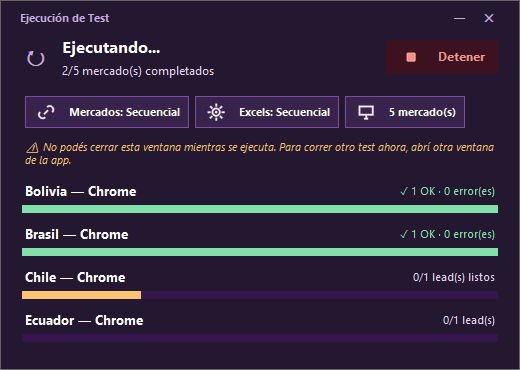 Ejecución de Test
Ejecutando...
2/5 mercado(s) completados
Detener
Mercados: Secuencial
Excels: Secuencial
5 mercado(s)
⚠ No podés cerrar esta ventana mientras se ejecuta. Para correr otro test ahora, abrí otra ventana
de la app.
Bolivia — Chrome
✓ 1 OK · 0 error(es)
Brasil — Chrome
✓ 1 OK · 0 error(es)
Chile — Chrome
0/1 lead(s) listos
Ecuador — Chrome
0/1 lead(s)